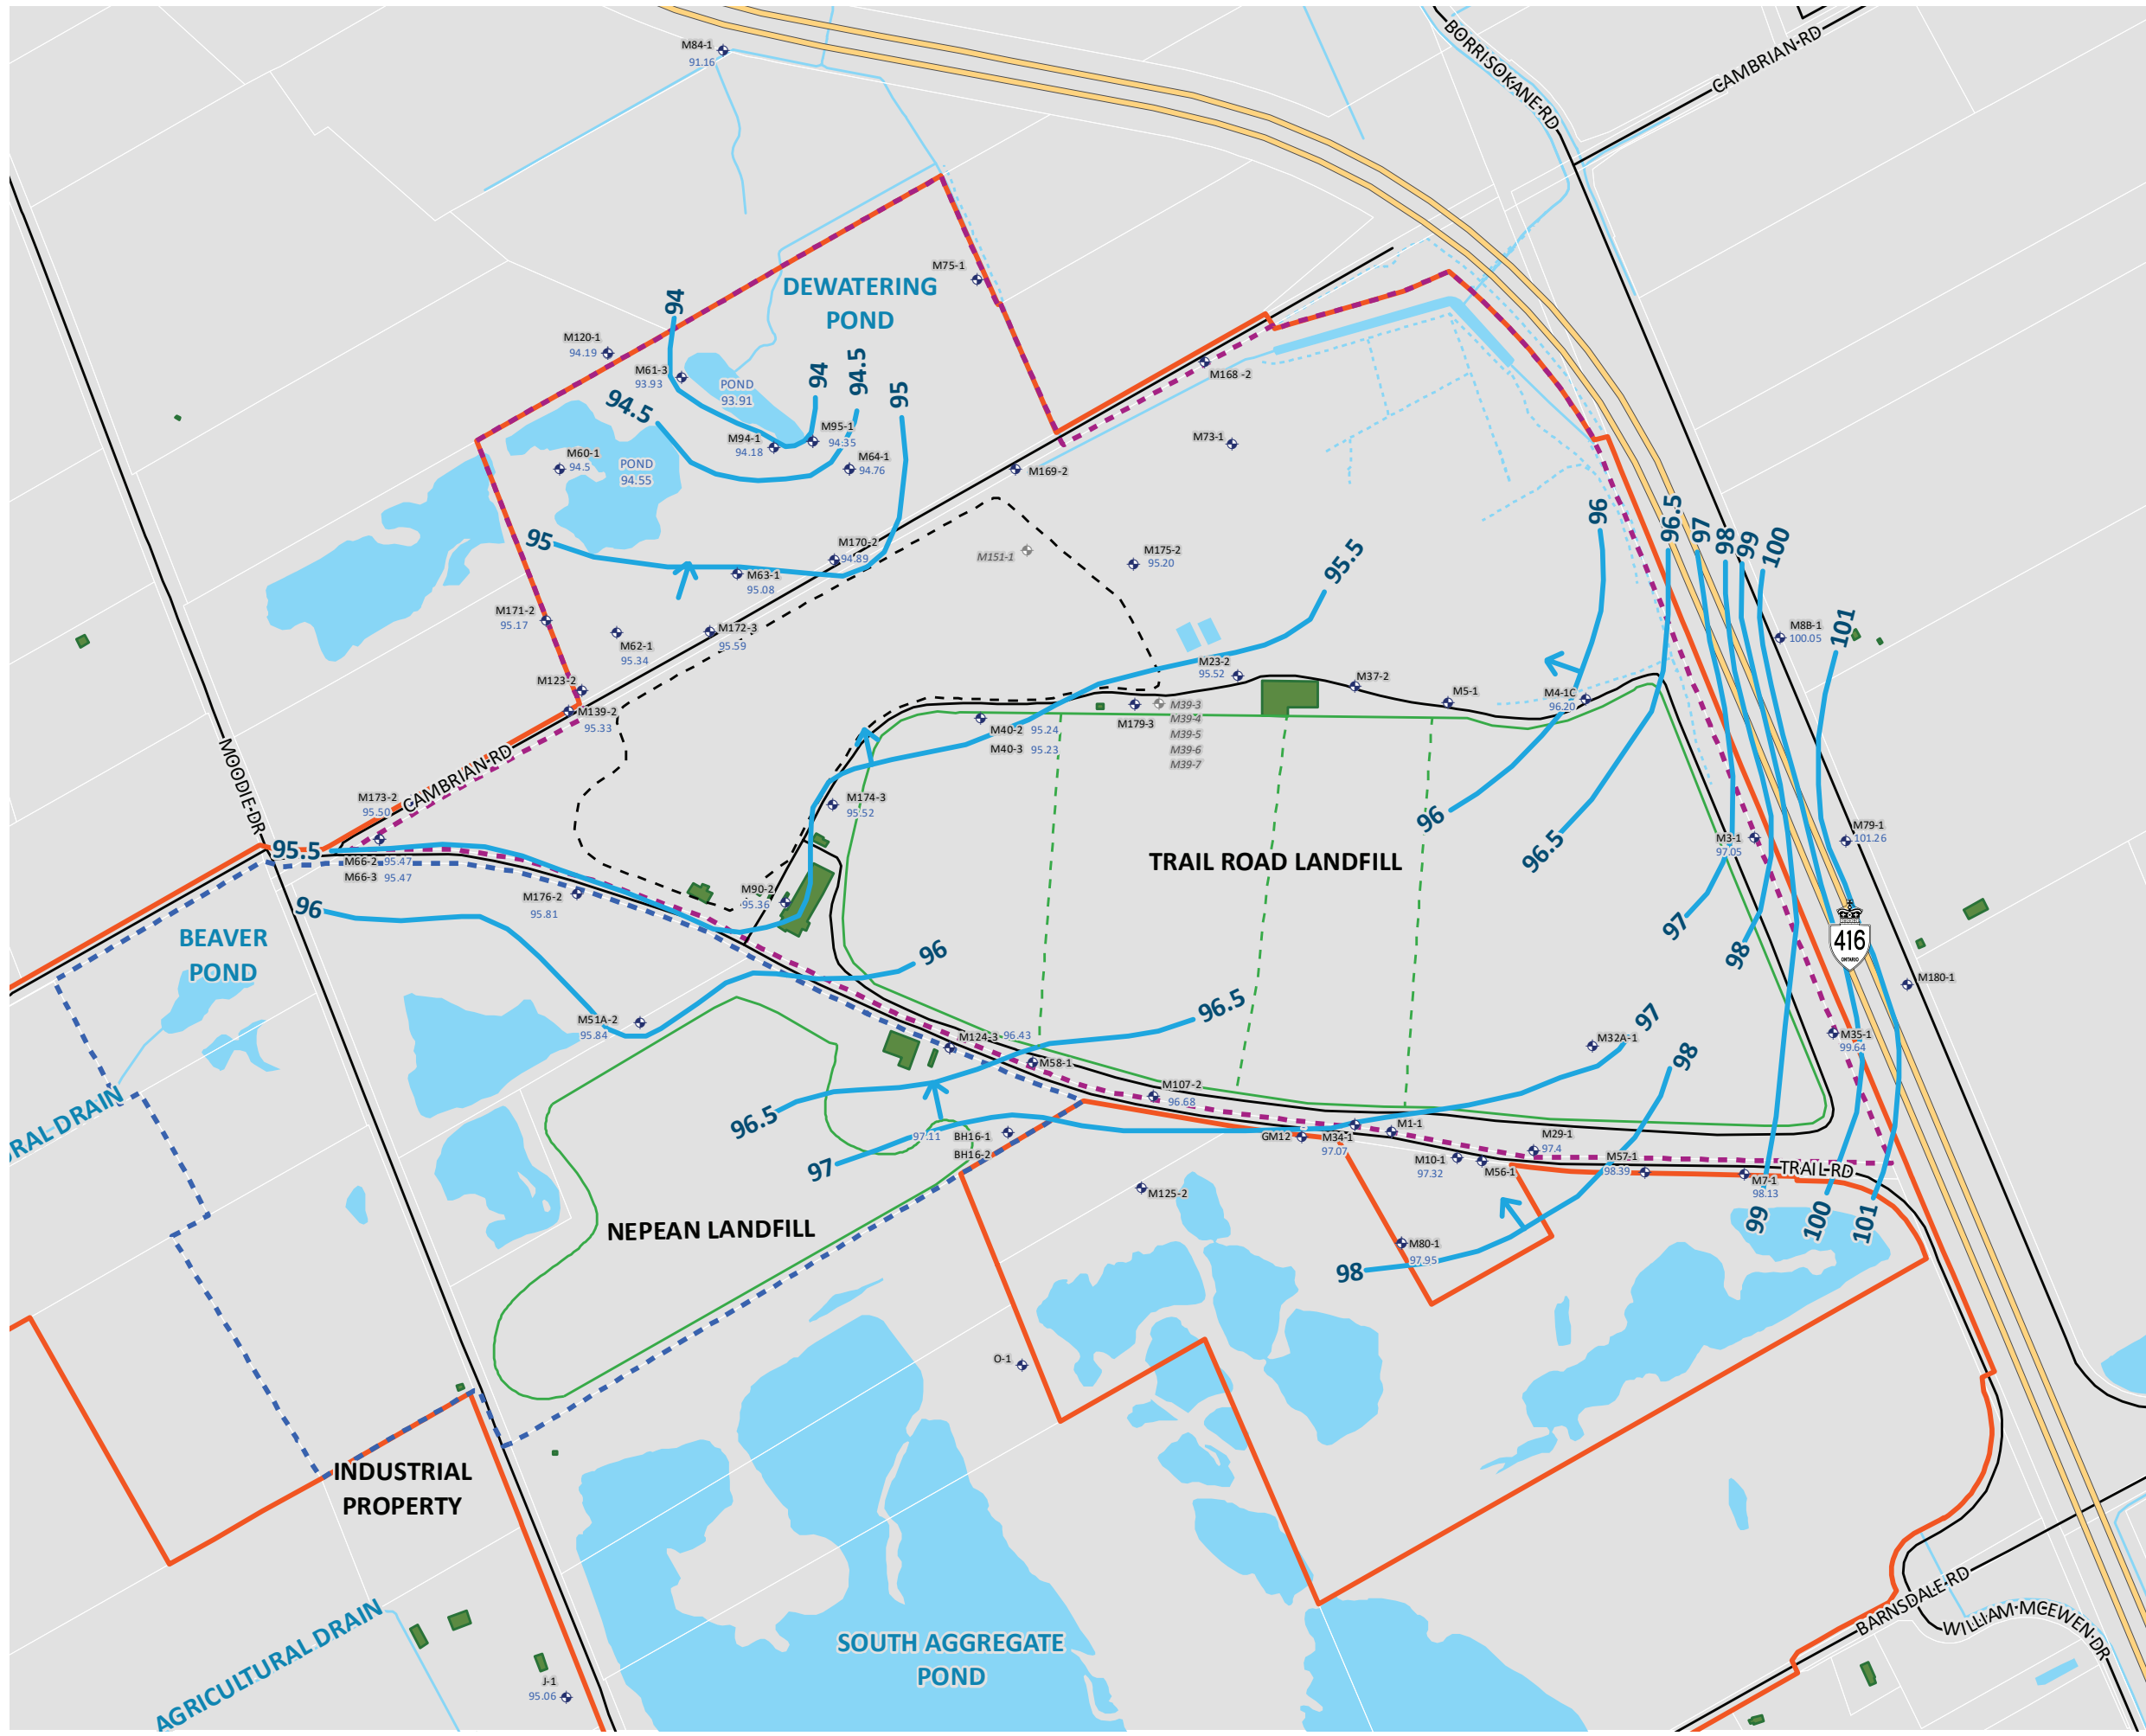 M84-1
91.16
BORRISOKANE RD
CAMBRIAN RD
M75-1
DEWATERING
POND
94
M120-1
94.19
M61-3
93.93
POND
93.91
94
94.5
95
94.5
M168 -2
M95-1
94.35
M94-1
94.18
M64-1
94.76
M60-1
94.5
POND
94.55
M169-2
M73-1
95
M170-2
94.89
M151-1
M175-2
95.20
95.5
96
96.5
97
98
99
100
M63-1
95.08
M171-2
95.17
M62-1
95.34
M172-3
95.59
M8B-1
100.05
101
M123-2
M139-2
95.33
M23-2
95.52
M37-2
M5-1
M4-1C
96.20
M40-2 95.24
M40-3 95.23
M179-3
M39-3
M39-4
M39-5
M39-6
M39-7
MOODIE DR
CAMBRIAN RD
M173-2
95.50
M174-3
95.52
96
96.5
M3-1
97.05
M79-1
101.26
95.5
M66-2 95.47
M66-3 95.47
TRAIL ROAD LANDFILL
M176-2
95.81
M90-2
95.36
96
BEAVER
POND
96
97
98
416
ONTARIO
M180-1
M51A-2
95.84
96.5
97
M124-3 96.43
M58-1
M32A-1
98
M35-1
99.64
M107-2
96.68
RAL DRAIN
96.5
97
97.11
BH16-1
BH16-2
GM12
M34-1
97.07
M1-1
M10-1
97.32
M56-1
M29-1
97.4
M57-1
98.39
TRAIL RD
M7-1
98.13
M125-2
99
100
101
NEPEAN LANDFILL
M80-1
97.95
98
O-1
INDUSTRIAL
PROPERTY
AGRICULTURAL DRAIN
SOUTH AGGREGATE
POND
J-1
95.06
BARNSDALE RD
WILLIAM MCEWEN DR